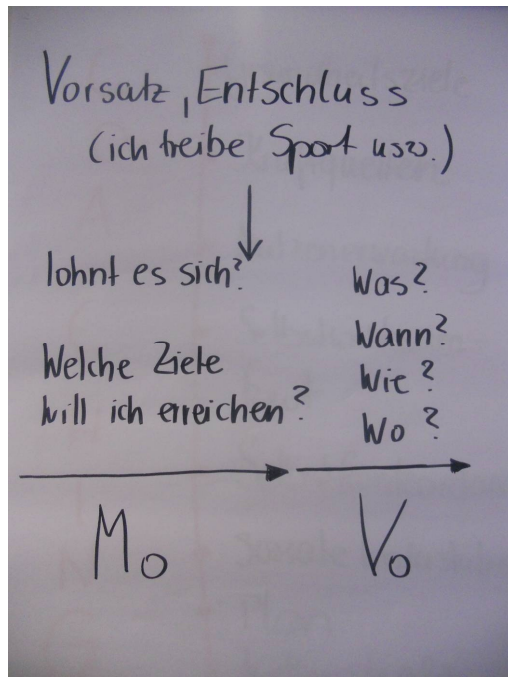 Vorsatz, Entschluss
(ich treibe Sport usw.)
lohnt es sich?
Welche Ziele
will ich erreichen?
Was?
Wann?
Wie?
Wo?
Mo
Vo